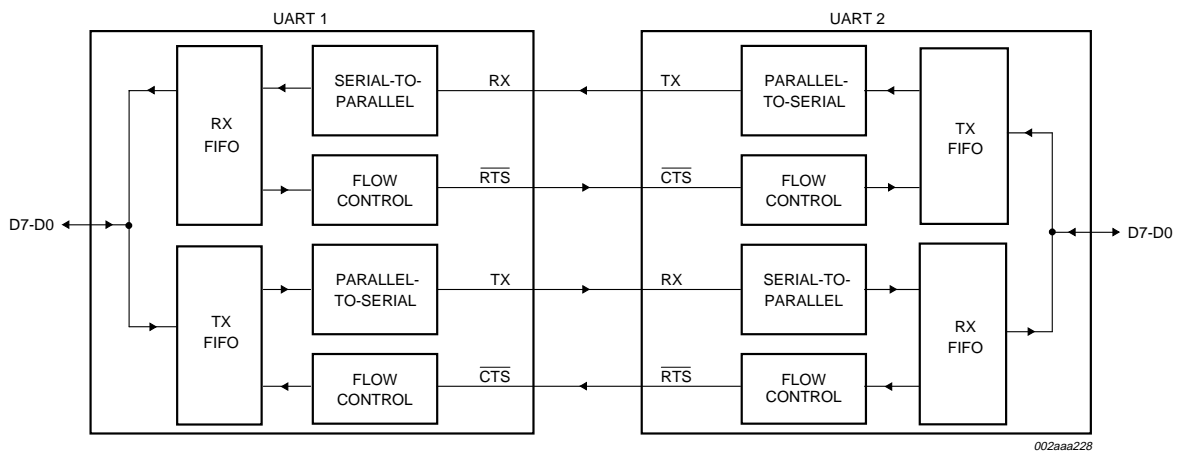 UART 1
UART 2
SERIAL-TO-
PARALLEL
RX
TX
PARALLEL-
TO-SERIAL
RX
FIFO
TX
FIFO
FLOW
CONTROL
RTS
CTS
FLOW
CONTROL
D7-D0
D7-D0
PARALLEL-
TO-SERIAL
TX
RX
SERIAL-TO-
PARALLEL
TX
FIFO
RX
FIFO
FLOW
CONTROL
CTS
RTS
FLOW
CONTROL
002aaa228